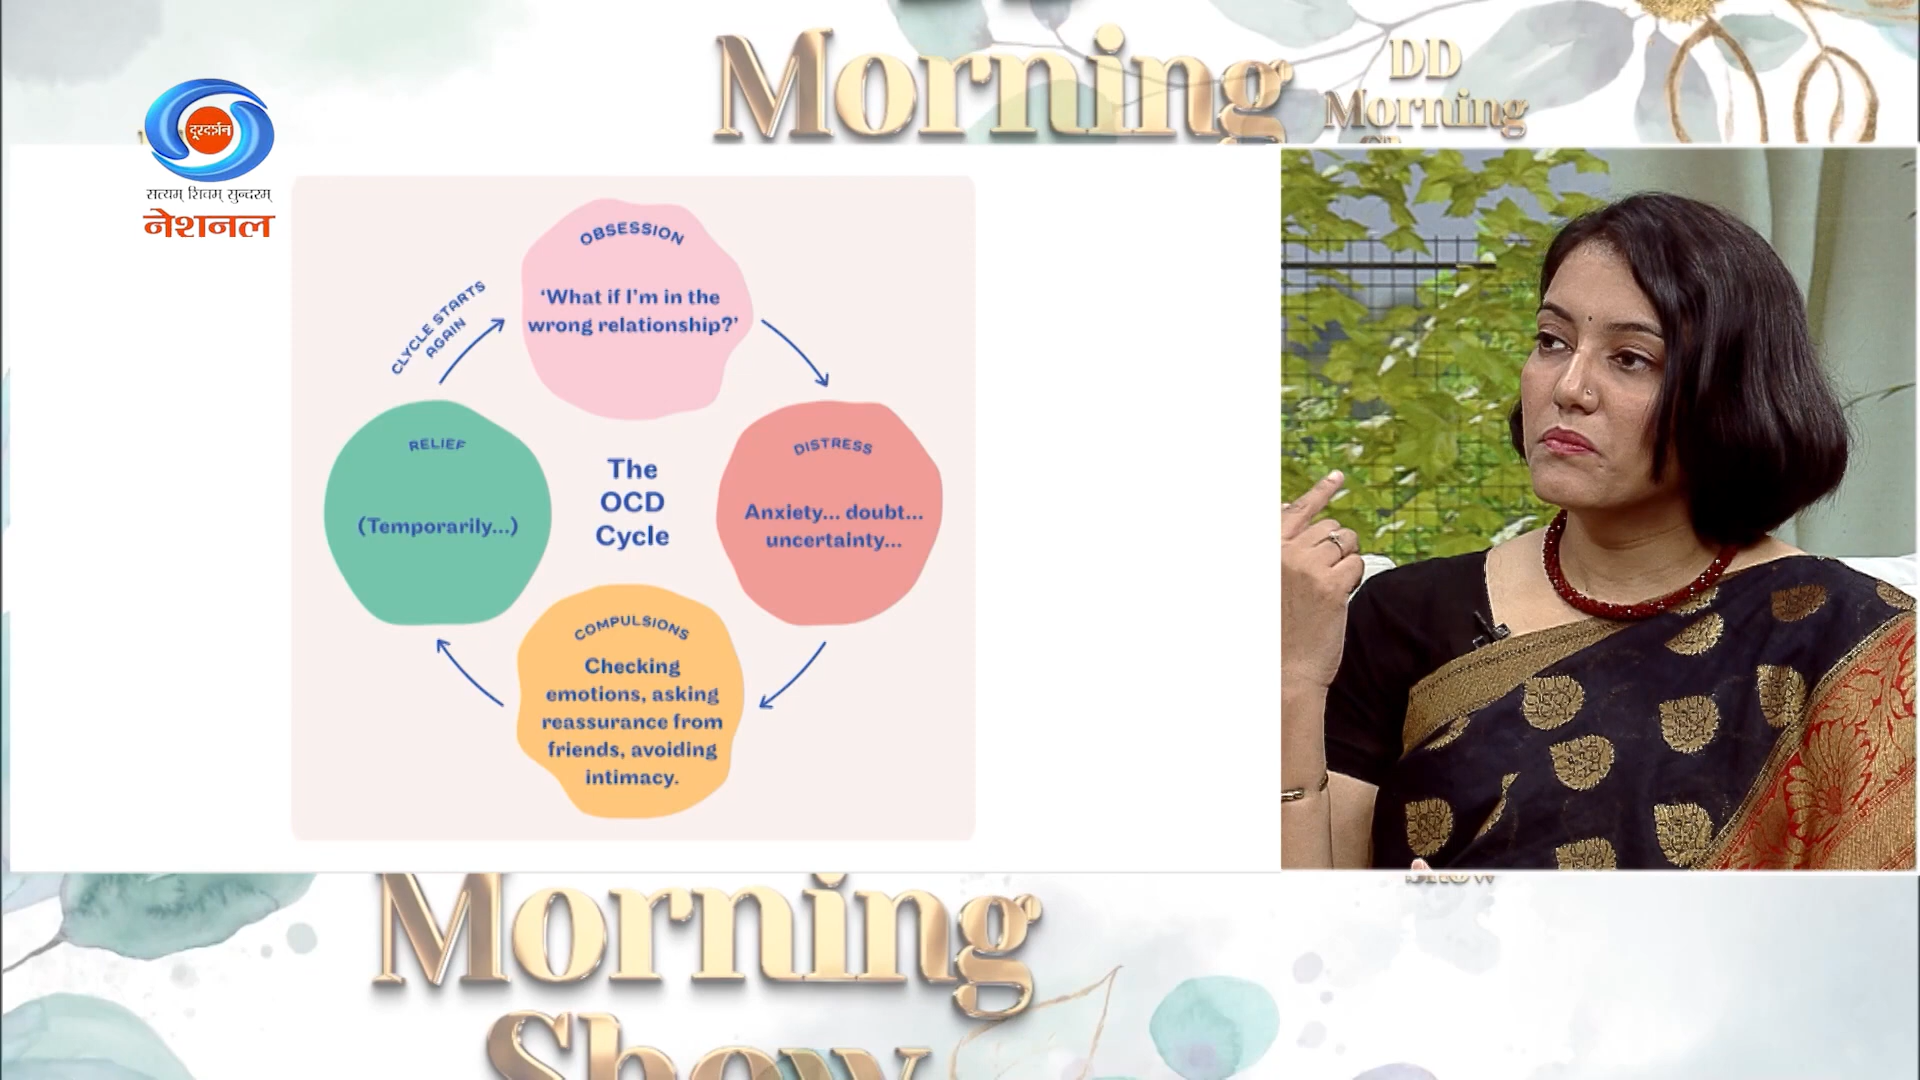 Morning
DD
Morning
दूरदर्शन
सत्यम् शिवम् सुन्दरम्
नेशनल
OBSESSION
‘What if I’m in the
wrong relationship?’
CLYCLE STARTS
AGAIN
RELIEF
(Temporarily...)
The
OCD
Cycle
DISTRESS
Anxiety... doubt...
uncertainty...
COMPULSIONS
Checking
emotions, asking
reassurance from
friends, avoiding
intimacy.
Morning
Show